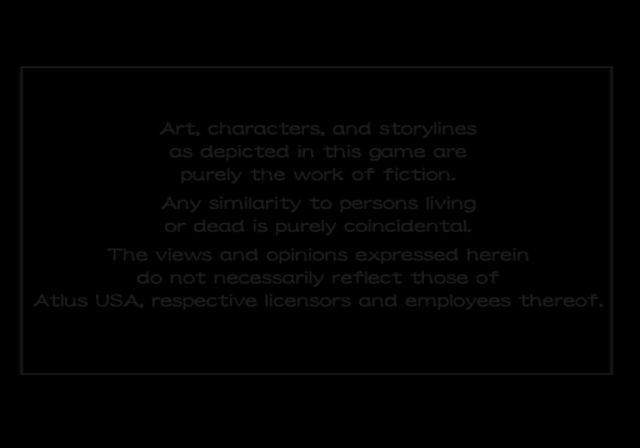 Art, characters, and storylines
as depicted in this game are
purely the work of fiction.
Any similarity to persons living
or dead is purely coincidental.
The views and opinions expressed herein
do not necessarily reflect those of
Atlus USA, respective licensors and employees thereof.